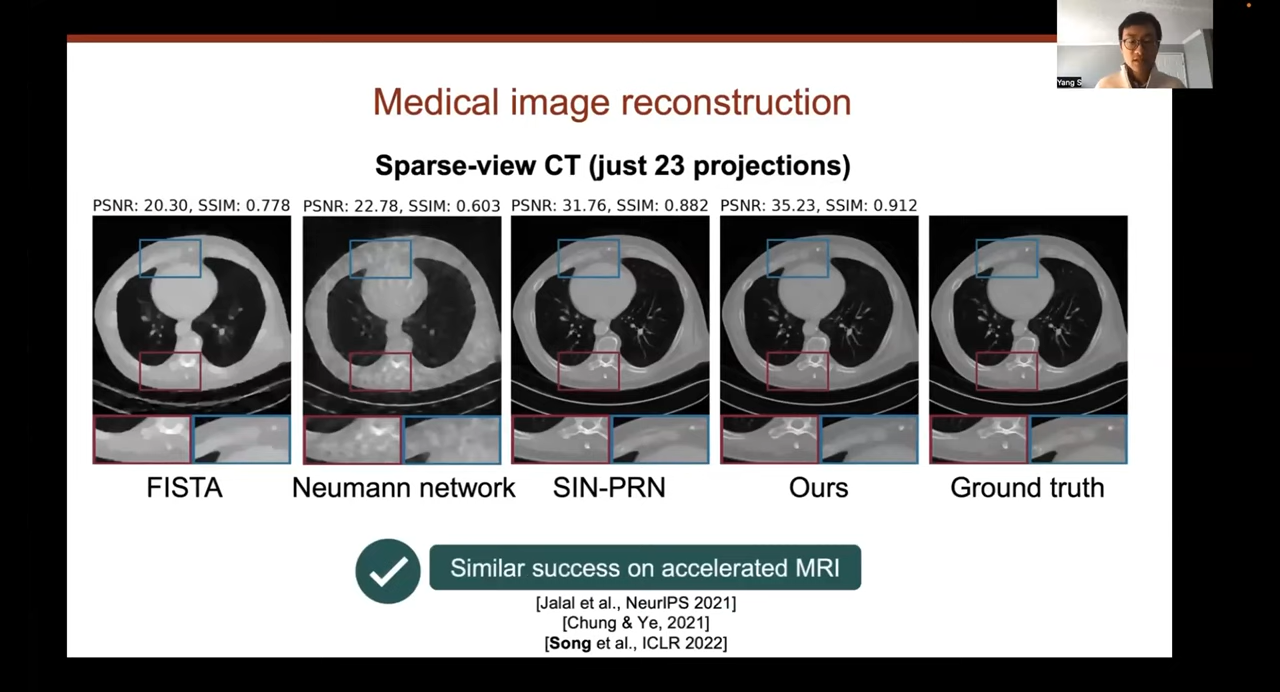 Yang S
Medical image reconstruction
Sparse-view CT (just 23 projections)
PSNR: 20.30, SSIM: 0.778
PSNR: 22.78, SSIM: 0.603
PSNR: 31.76, SSIM: 0.882
PSNR: 35.23, SSIM: 0.912
FISTA
Neumann network
SIN-PRN
Ours
Ground truth
Similar success on accelerated MRI
[Jalal et al., NeurIPS 2021]
[Chung & Ye, 2021]
[Song et al., ICLR 2022]